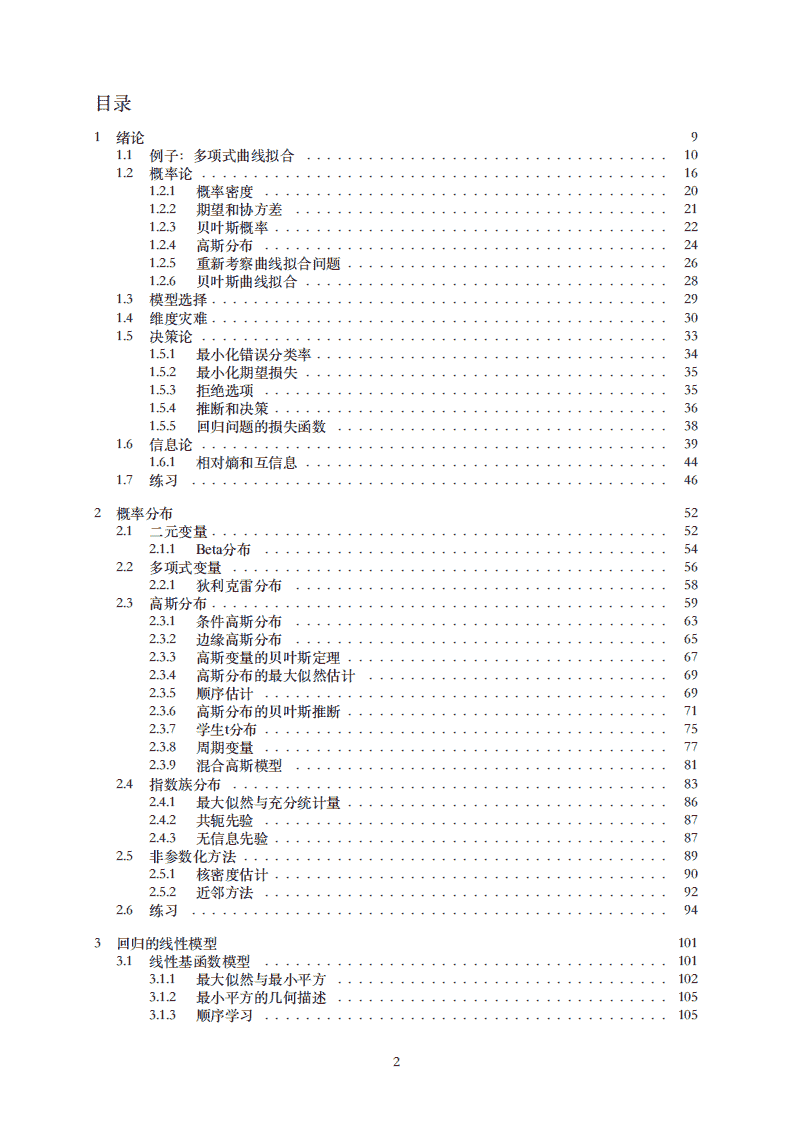 目录
1 绪论 9
1.1 例子：多项式曲线拟合 . . . . . . . . . . . . . . . . . . . . . . . . . . . . . . . . . . . 10
1.2 概率论 . . . . . . . . . . . . . . . . . . . . . . . . . . . . . . . . . . . . . . . . . . . . . 16
1.2.1 概率密度 . . . . . . . . . . . . . . . . . . . . . . . . . . . . . . . . . . . . . . . 20
1.2.2 期望和协方差 . . . . . . . . . . . . . . . . . . . . . . . . . . . . . . . . . . . . 21
1.2.3 贝叶斯概率 . . . . . . . . . . . . . . . . . . . . . . . . . . . . . . . . . . . . . . 22
1.2.4 高斯分布 . . . . . . . . . . . . . . . . . . . . . . . . . . . . . . . . . . . . . . . 24
1.2.5 重新考察曲线拟合问题 . . . . . . . . . . . . . . . . . . . . . . . . . . . . . . . 26
1.2.6 贝叶斯曲线拟合 . . . . . . . . . . . . . . . . . . . . . . . . . . . . . . . . . . . 28
1.3 模型选择 . . . . . . . . . . . . . . . . . . . . . . . . . . . . . . . . . . . . . . . . . . . . 29
1.4 维度灾难 . . . . . . . . . . . . . . . . . . . . . . . . . . . . . . . . . . . . . . . . . . . . 30
1.5 决策论 . . . . . . . . . . . . . . . . . . . . . . . . . . . . . . . . . . . . . . . . . . . . . 33
1.5.1 最小化错误分类率 . . . . . . . . . . . . . . . . . . . . . . . . . . . . . . . . . . 34
1.5.2 最小化期望损失 . . . . . . . . . . . . . . . . . . . . . . . . . . . . . . . . . . . 35
1.5.3 拒绝选项 . . . . . . . . . . . . . . . . . . . . . . . . . . . . . . . . . . . . . . . 35
1.5.4 推断和决策 . . . . . . . . . . . . . . . . . . . . . . . . . . . . . . . . . . . . . . 36
1.5.5 回归问题的损失函数 . . . . . . . . . . . . . . . . . . . . . . . . . . . . . . . . 38
1.6 信息论 . . . . . . . . . . . . . . . . . . . . . . . . . . . . . . . . . . . . . . . . . . . . . 39
1.6.1 相对熵和互信息 . . . . . . . . . . . . . . . . . . . . . . . . . . . . . . . . . . . 44
1.7 练习 . . . . . . . . . . . . . . . . . . . . . . . . . . . . . . . . . . . . . . . . . . . . . . 46
2 概率分布 52
2.1 二元变量 . . . . . . . . . . . . . . . . . . . . . . . . . . . . . . . . . . . . . . . . . . . . 52
2.1.1 Beta分布 . . . . . . . . . . . . . . . . . . . . . . . . . . . . . . . . . . . . . . . 54
2.2 多项式变量 . . . . . . . . . . . . . . . . . . . . . . . . . . . . . . . . . . . . . . . . . . 56
2.2.1 狄利克雷分布 . . . . . . . . . . . . . . . . . . . . . . . . . . . . . . . . . . . . 58
2.3 高斯分布 . . . . . . . . . . . . . . . . . . . . . . . . . . . . . . . . . . . . . . . . . . . . 59
2.3.1 条件高斯分布 . . . . . . . . . . . . . . . . . . . . . . . . . . . . . . . . . . . . 63
2.3.2 边缘高斯分布 . . . . . . . . . . . . . . . . . . . . . . . . . . . . . . . . . . . . 65
2.3.3 高斯变量的贝叶斯定理 . . . . . . . . . . . . . . . . . . . . . . . . . . . . . . . 67
2.3.4 高斯分布的最大似然估计 . . . . . . . . . . . . . . . . . . . . . . . . . . . . . 69
2.3.5 顺序估计 . . . . . . . . . . . . . . . . . . . . . . . . . . . . . . . . . . . . . . . 69
2.3.6 高斯分布的贝叶斯推断 . . . . . . . . . . . . . . . . . . . . . . . . . . . . . . . 71
2.3.7 学生t分布 . . . . . . . . . . . . . . . . . . . . . . . . . . . . . . . . . . . . . . . 75
2.3.8 周期变量 . . . . . . . . . . . . . . . . . . . . . . . . . . . . . . . . . . . . . . . 77
2.3.9 混合高斯模型 . . . . . . . . . . . . . . . . . . . . . . . . . . . . . . . . . . . . 81
2.4 指数族分布 . . . . . . . . . . . . . . . . . . . . . . . . . . . . . . . . . . . . . . . . . . 83
2.4.1 最大似然与充分统计量 . . . . . . . . . . . . . . . . . . . . . . . . . . . . . . . 86
2.4.2 共轭先验 . . . . . . . . . . . . . . . . . . . . . . . . . . . . . . . . . . . . . . . 87
2.4.3 无信息先验 . . . . . . . . . . . . . . . . . . . . . . . . . . . . . . . . . . . . . . 87
2.5 非参数化方法 . . . . . . . . . . . . . . . . . . . . . . . . . . . . . . . . . . . . . . . . . 89
2.5.1 核密度估计 . . . . . . . . . . . . . . . . . . . . . . . . . . . . . . . . . . . . . . 90
2.5.2 近邻方法 . . . . . . . . . . . . . . . . . . . . . . . . . . . . . . . . . . . . . . . 92
2.6 练习 . . . . . . . . . . . . . . . . . . . . . . . . . . . . . . . . . . . . . . . . . . . . . . 94
3 回归的线性模型 101
3.1 线性基函数模型 . . . . . . . . . . . . . . . . . . . . . . . . . . . . . . . . . . . . . . . 101
3.1.1 最大似然与最小平方 . . . . . . . . . . . . . . . . . . . . . . . . . . . . . . . . 102
3.1.2 最小平方的几何描述 . . . . . . . . . . . . . . . . . . . . . . . . . . . . . . . . 105
3.1.3 顺序学习 . . . . . . . . . . . . . . . . . . . . . . . . . . . . . . . . . . . . . . . 105
2